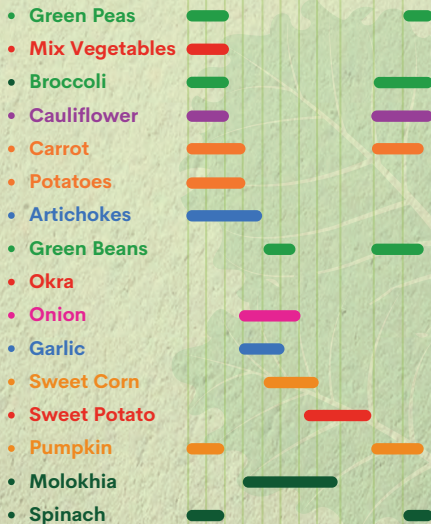 • Green Peas
• Mix Vegetables
• Broccoli
• Cauliflower
• Carrot
• Potatoes
• Artichokes
• Green Beans
• Okra
• Onion
• Garlic
• Sweet Corn
• Sweet Potato
• Pumpkin
• Molokhia
• Spinach